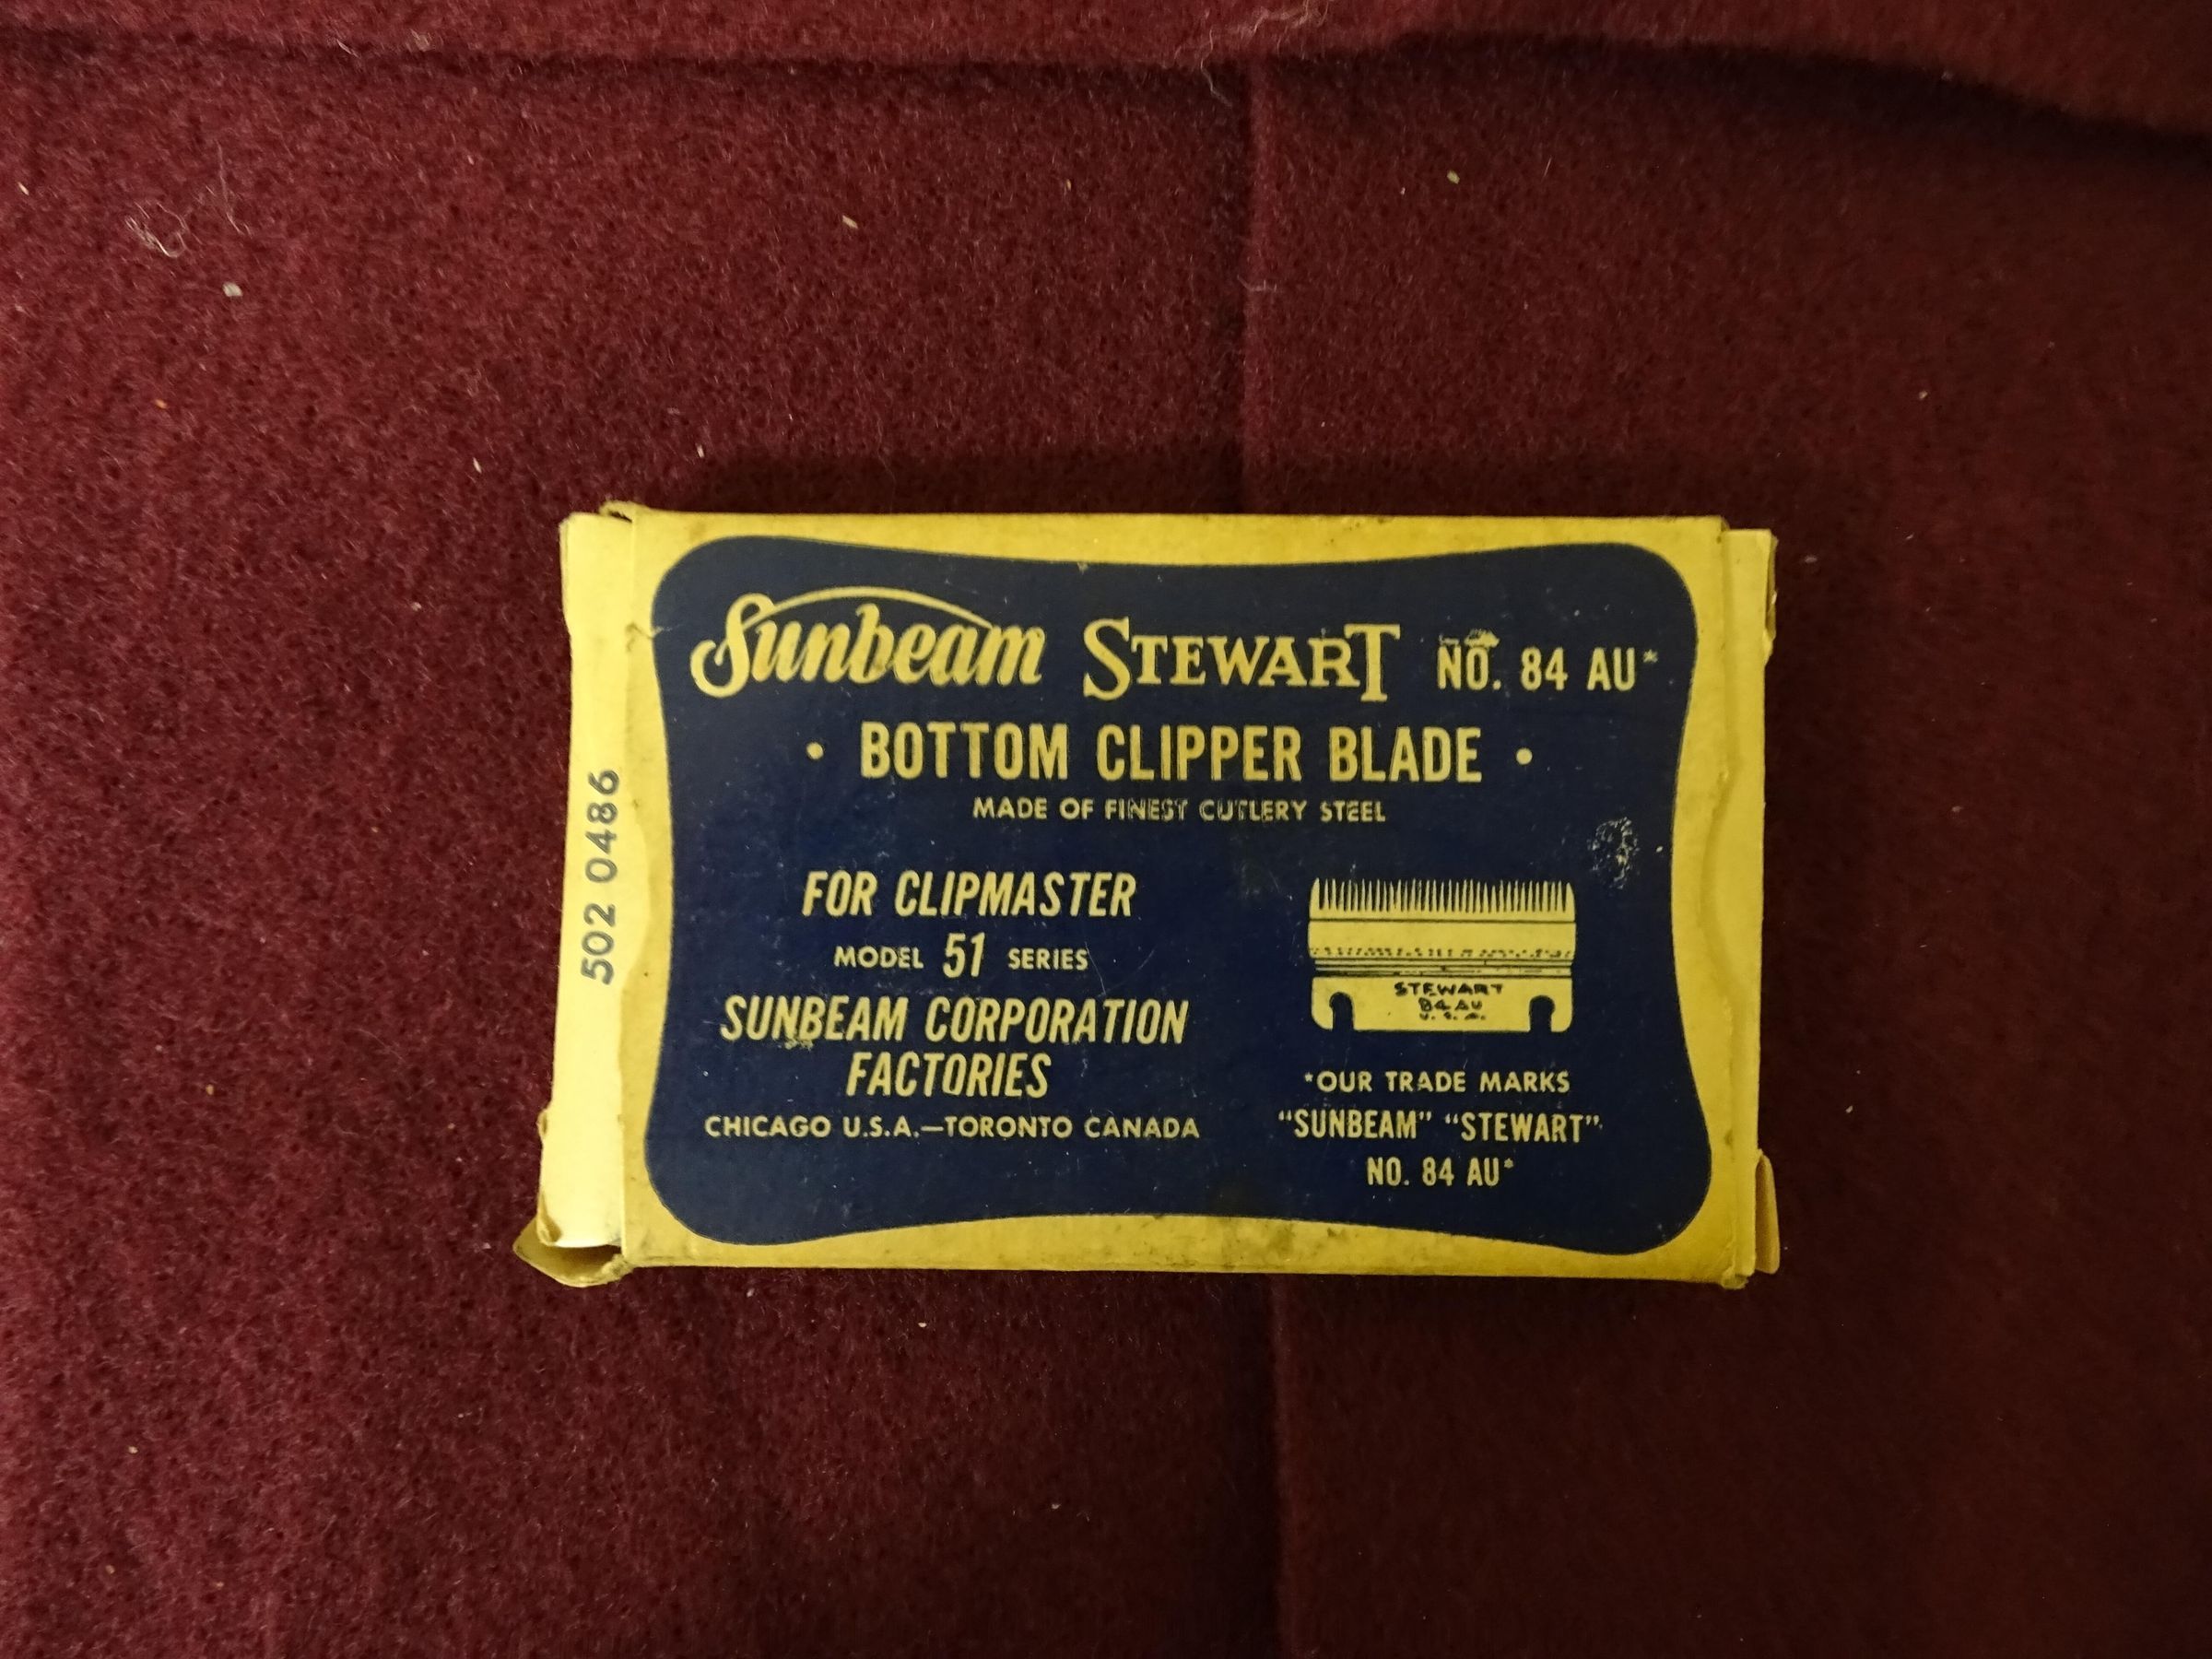 Sunbeam STEWART NO. 84 AU*
• BOTTOM CLIPPER BLADE •
MADE OF FINEST CUTLERY STEEL
FOR CLIPMASTER
MODEL 51 SERIES
SUNBEAM CORPORATION
FACTORIES
CHICAGO U.S.A.—TORONTO CANADA
STEWART
84 AU
U. S. A.
*OUR TRADE MARKS
"SUNBEAM" "STEWART"
NO. 84 AU*
502 0486